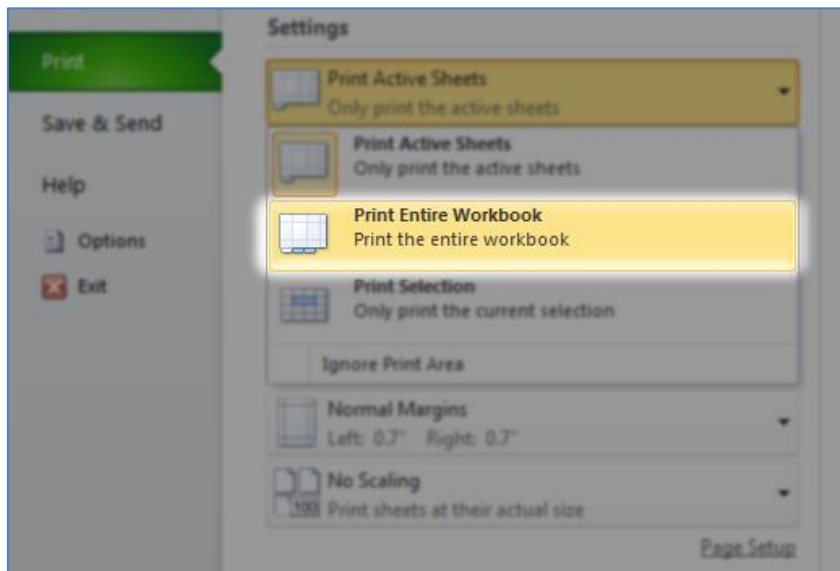 Print
Save & Send
Help
Options
Exit
Settings
Print Active Sheets
Only print the active sheets
Print Active Sheets
Only print the active sheets
Print Entire Workbook
Print the entire workbook
Print Selection
Only print the current selection
Ignore Print Area
Normal Margins
Left: 0.7" Right: 0.7"
No Scaling
100 Print sheets at their actual size
Page Setup